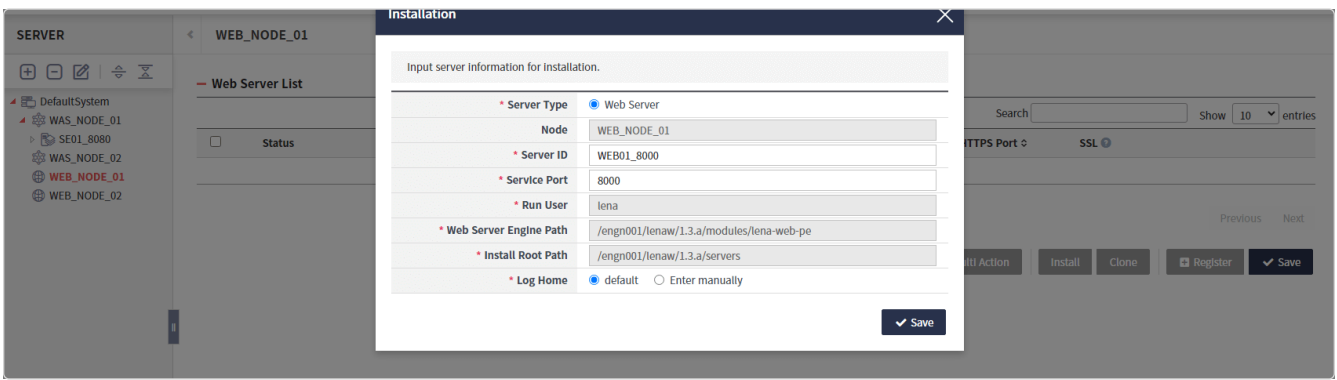 Installation
SERVER
WEB_NODE_01
Input server information for installation.
Web Server List
DefaultSystem
WAS_NODE_01
SE01_8080
WAS_NODE_02
WEB_NODE_01
WEB_NODE_02
* Server Type Web Server
Search Show 10 entries
Node WEB_NODE_01
Status HTTPS Port SSL
* Server ID WEB01_8000
* Service Port 8000
* Run User lena
* Web Server Engine Path /engn001/lenaw/1.3.a/modules/lena-web-pe
Previous Next
* Install Root Path /engn001/lenaw/1.3.a/servers
Action Install Clone Register Save
* Log Home default Enter manually
Save